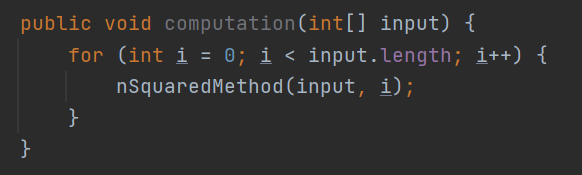 public void computation(int[] input) {
    for (int i = 0; i < input.length; i++) {
        nSquaredMethod(input, i);
    }
}